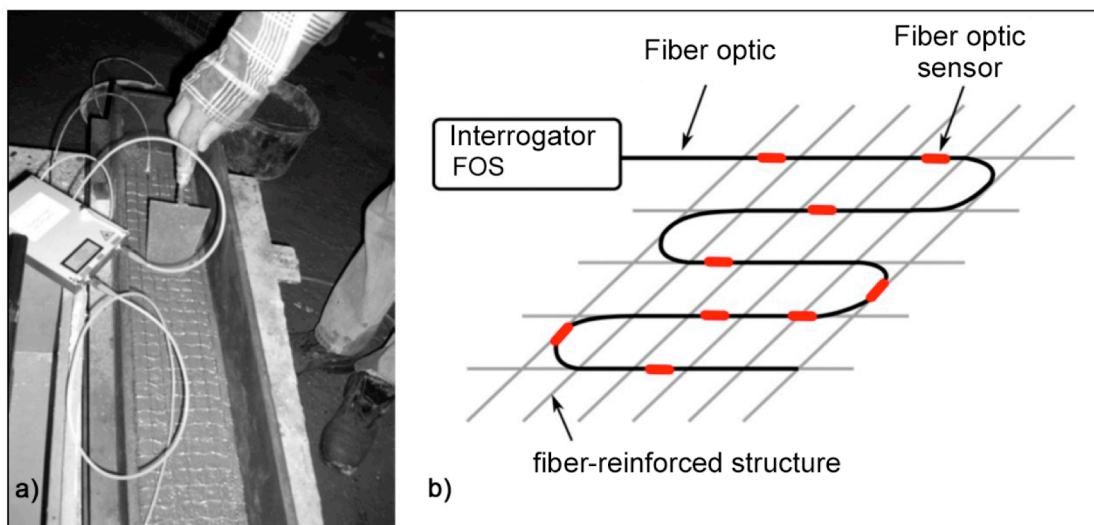 Fiber optic
Fiber optic
sensor
Interrogator
FOS
fiber-reinforced structure
a)
b)